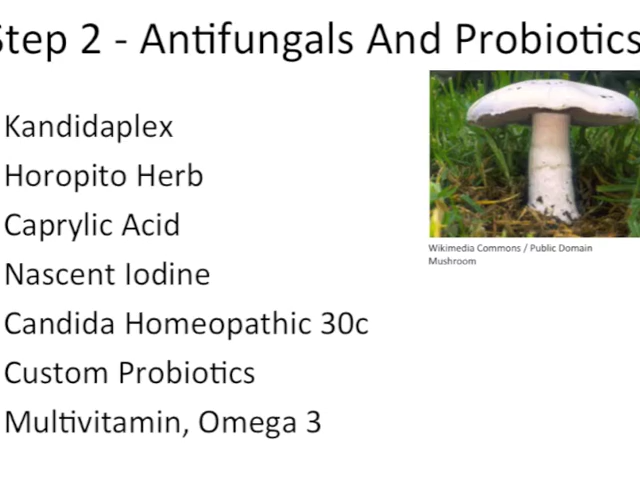 Step 2 - Antifungals And Probiotics
Kandidaplex
Horopito Herb
Caprylic Acid
Nascent Iodine
Candida Homeopathic 30c
Custom Probiotics
Multivitamin, Omega 3
Wikimedia Commons / Public Domain
Mushroom